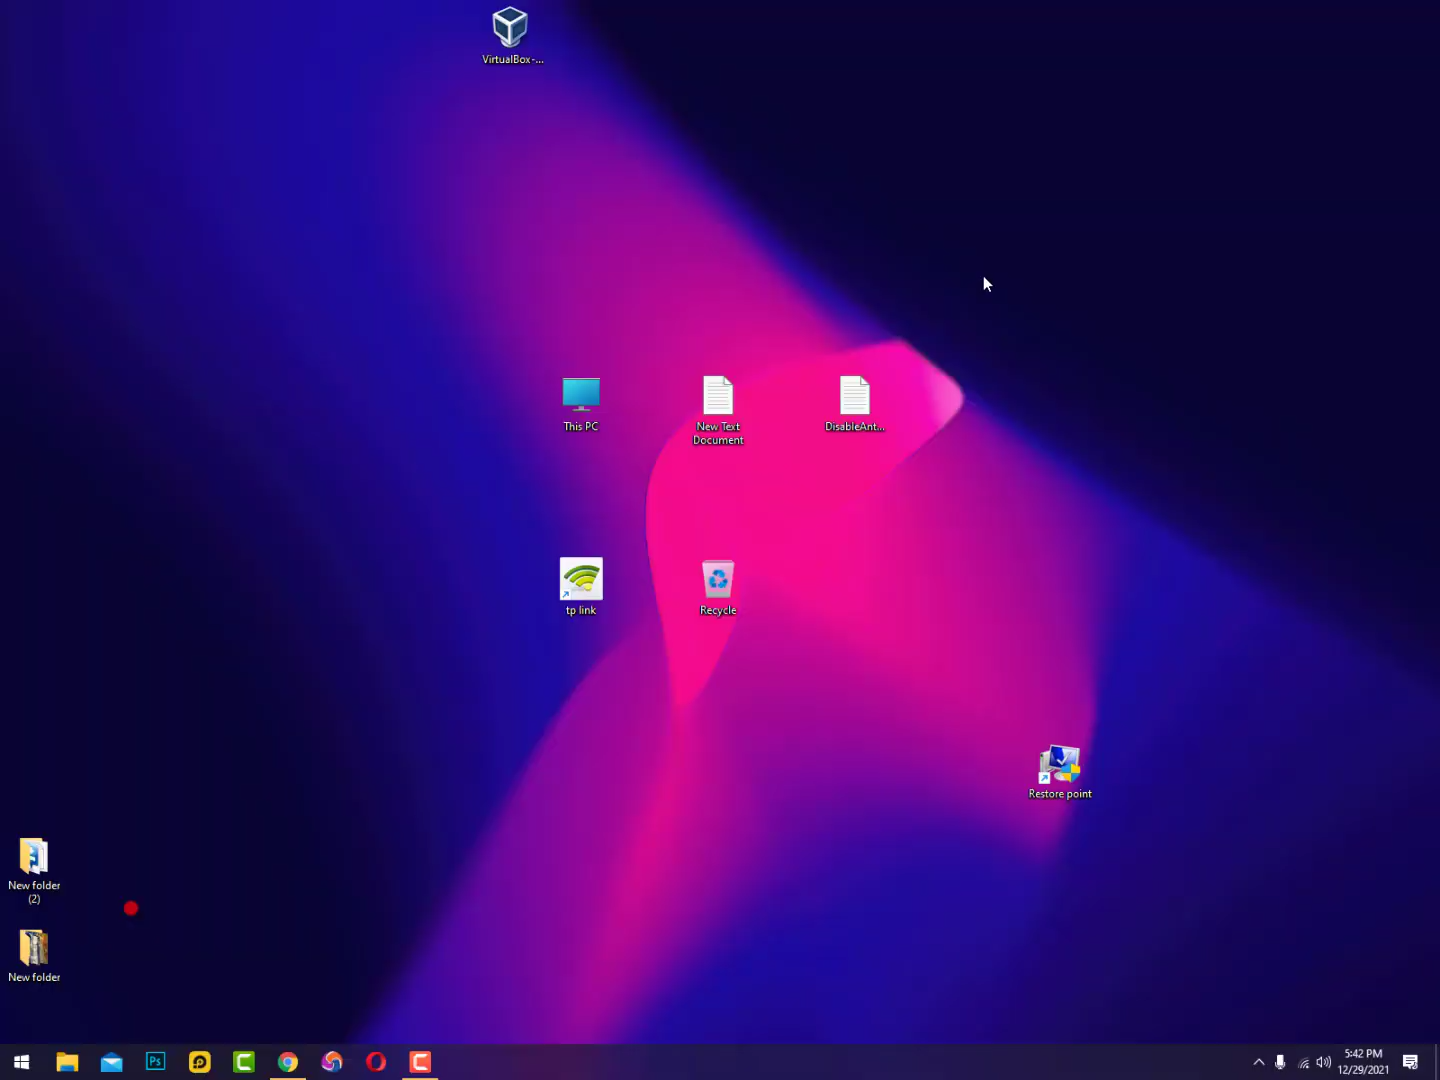 VirtualBox-...
This PC
New Text
Document
DisableAnt...
tp link
Recycle
Restore point
New folder
(2)
New folder
Ps
5:42 PM
12/29/2021